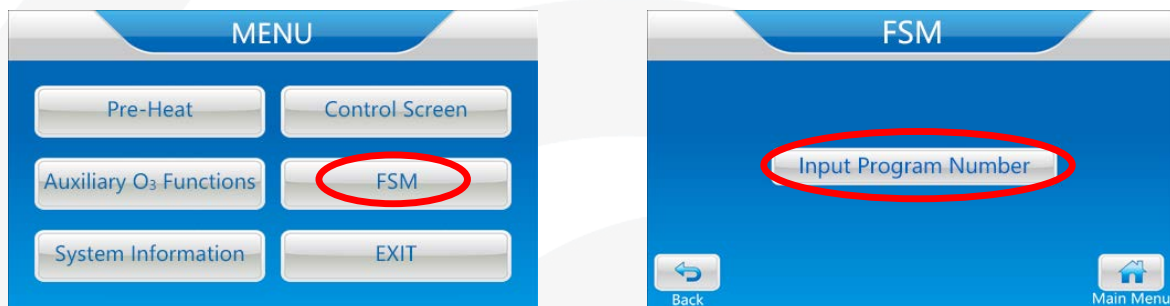 MENU
Pre-Heat
Control Screen
Auxiliary O₃ Functions
FSM
System Information
EXIT
FSM
Input Program Number
Back
Main Menu